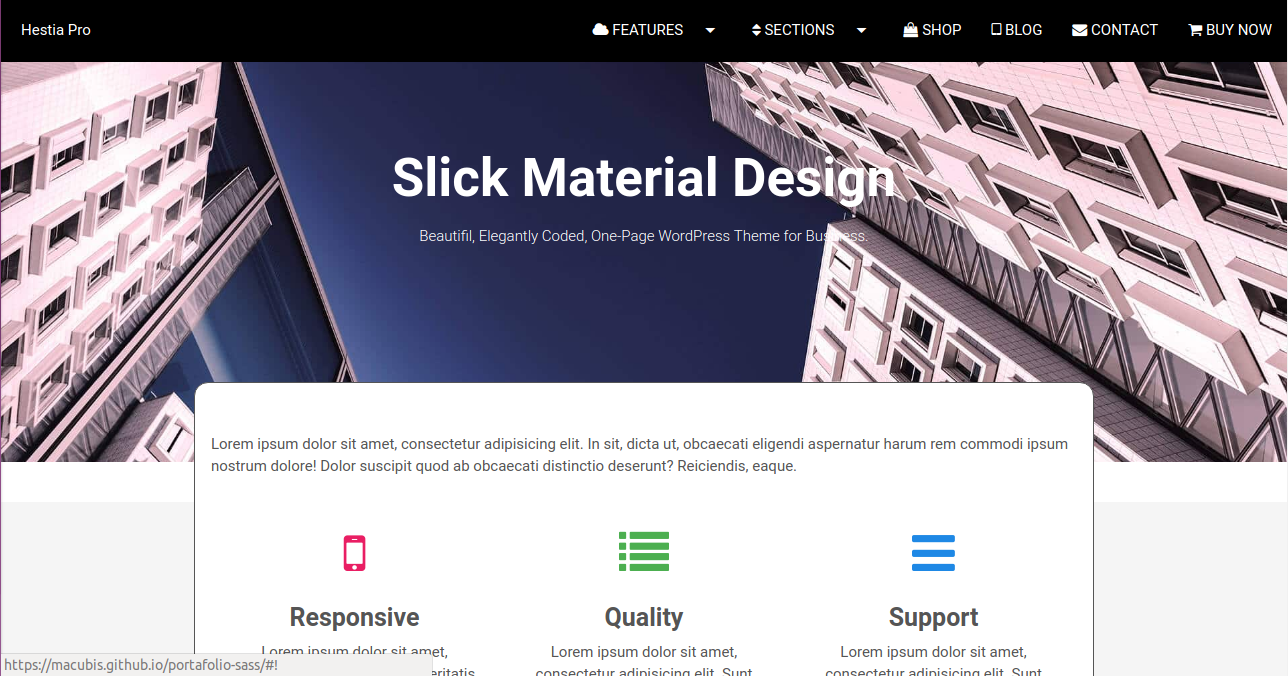 Hestia Pro FEATURES SECTIONS SHOP BLOG CONTACT BUY NOW
Slick Material Design
Beautifil, Elegantly Coded, One-Page WordPress Theme for Business.
Lorem ipsum dolor sit amet, consectetur adipisicing elit. In sit, dicta ut, obcaecati eligendi aspernatur harum rem commodi ipsum
nostrum dolore! Dolor suscipit quod ab obcaecati distinctio deserunt? Reiciendis, eaque.
Responsive Quality Support
Lorem ipsum dolor sit amet, Lorem ipsum dolor sit amet, Lorem ipsum dolor sit amet,
consectetur adipisicing elit. Sunt consectetur adipisicing elit. Sunt
https://macubis.github.io/portafolio-sass/#!